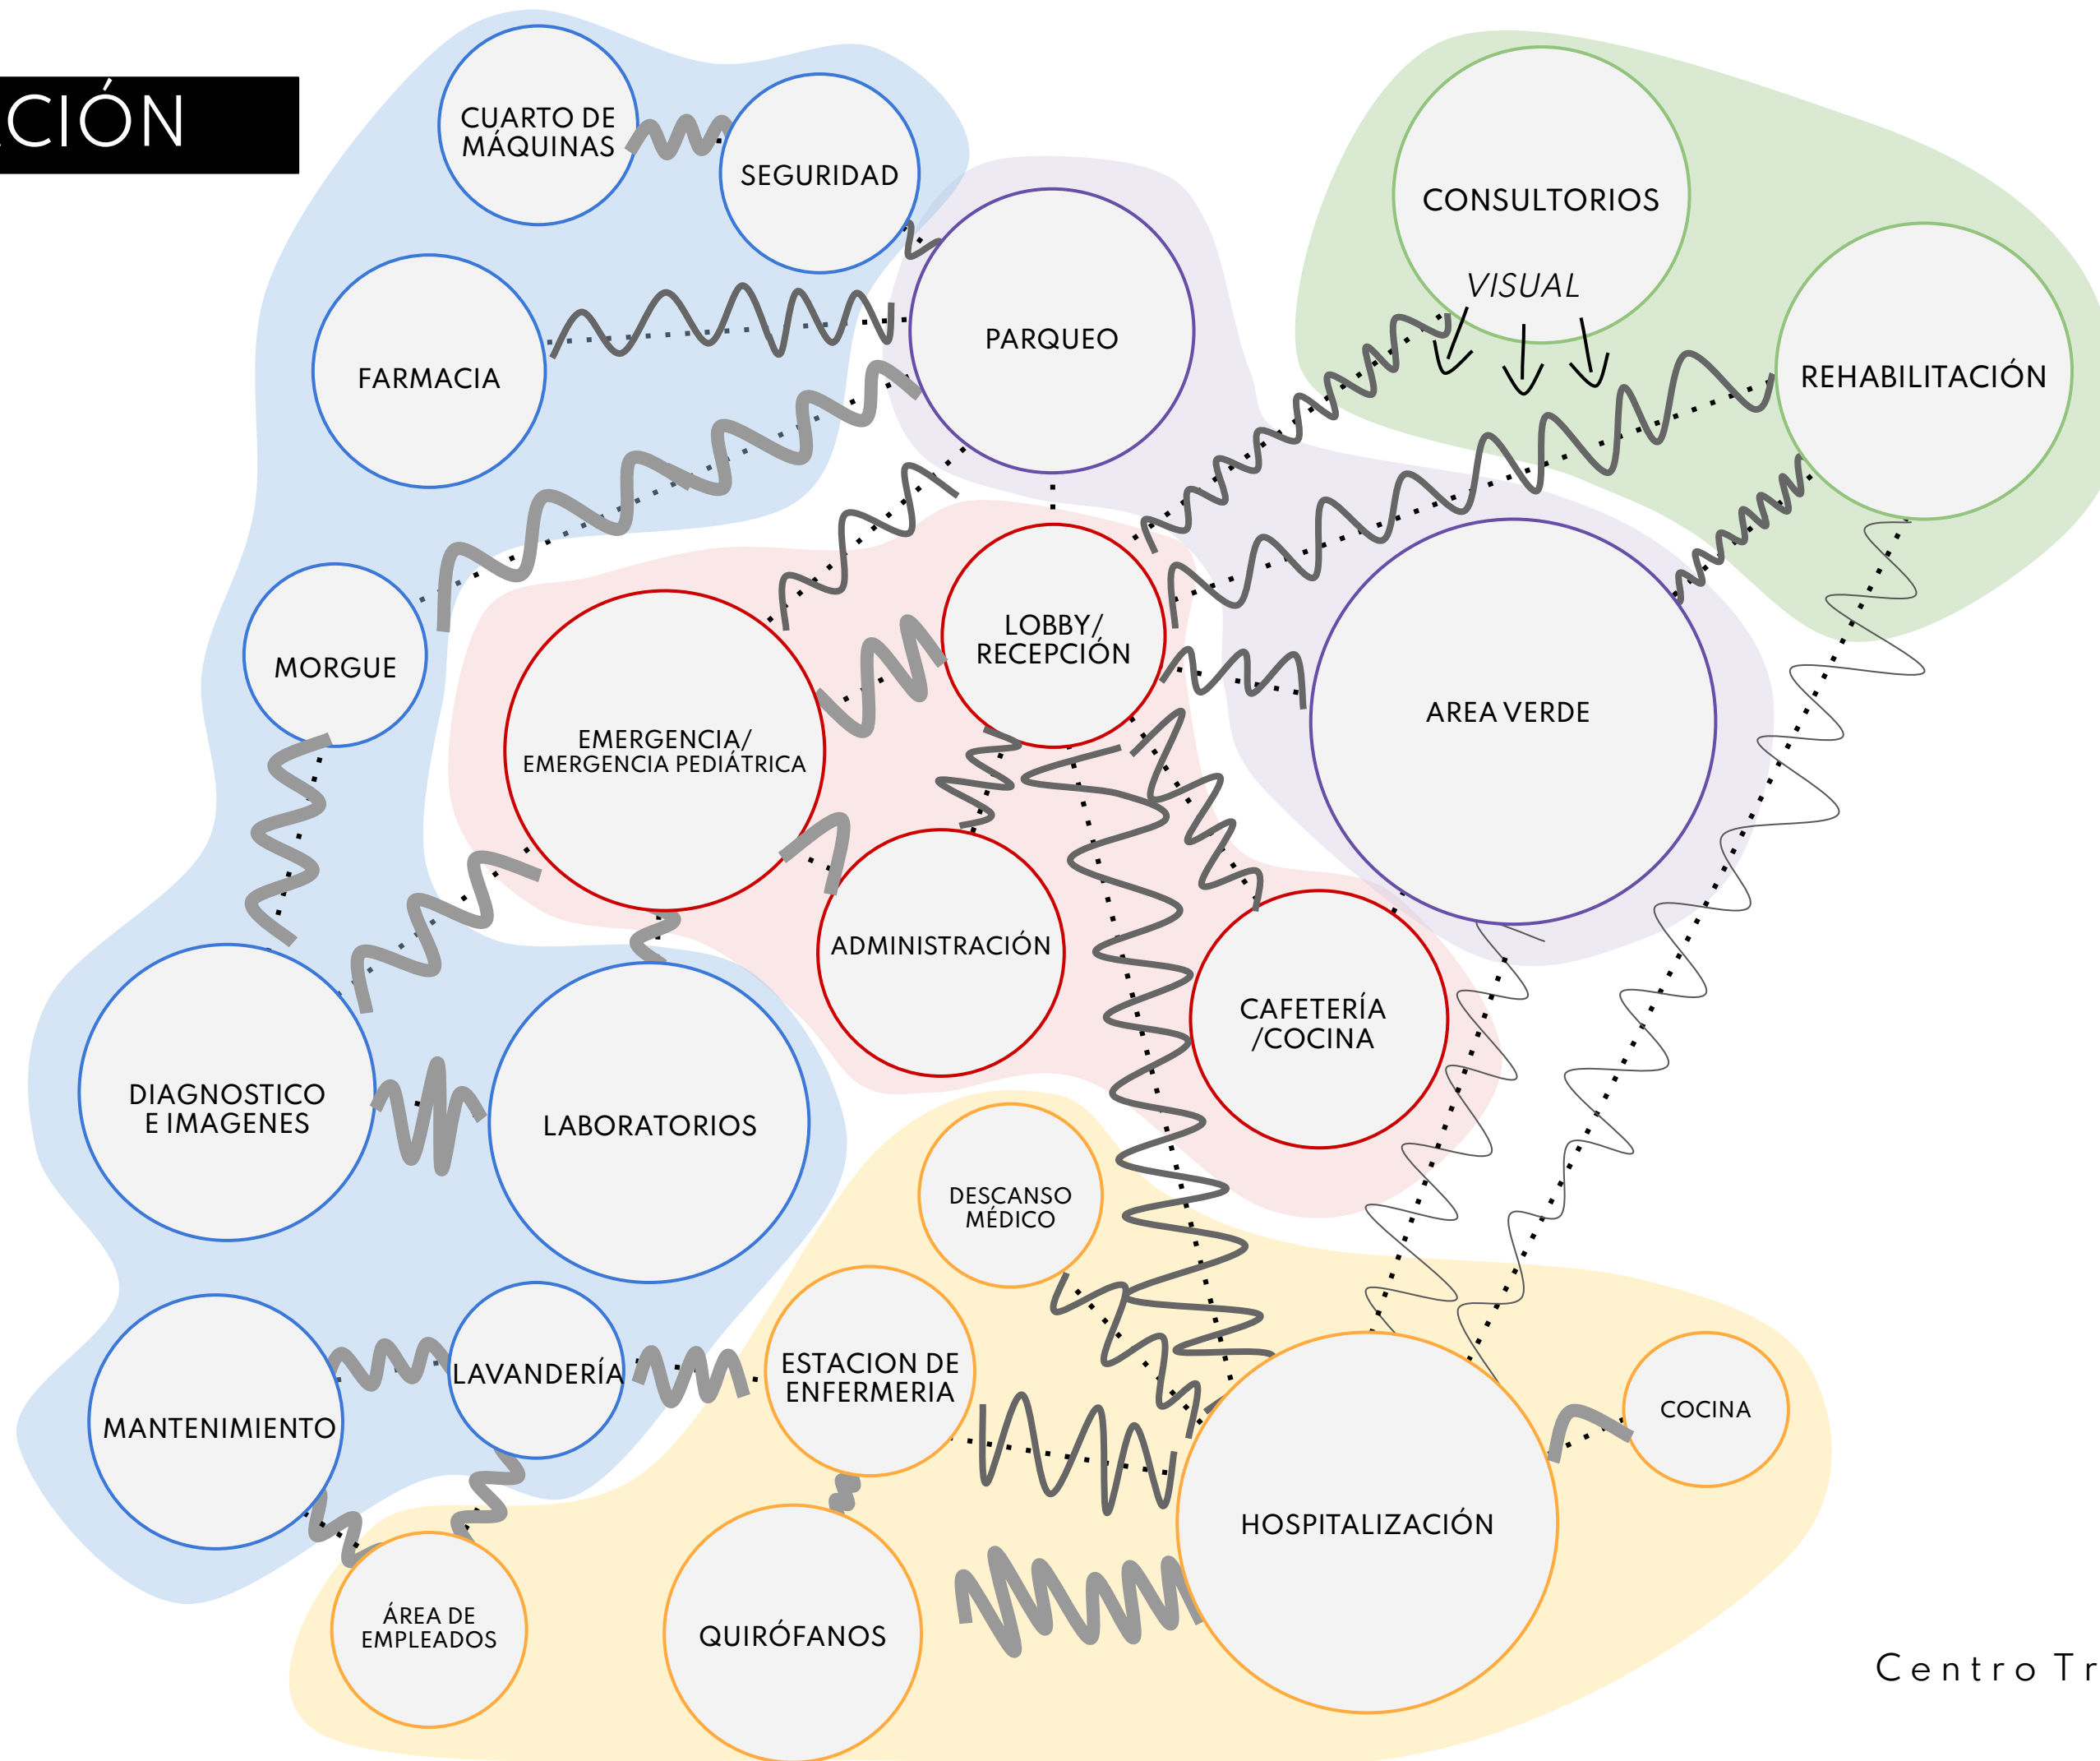 CIÓN
CUARTO DE
MÁQUINAS
SEGURIDAD
CONSULTORIOS
VISUAL
PARQUEO
FARMACIA
REHABILITACIÓN
LOBBY/
RECEPCIÓN
MORGUE
AREA VERDE
EMERGENCIA/
EMERGENCIA PEDIÁTRICA
ADMINISTRACIÓN
CAFETERÍA
/COCINA
DIAGNOSTICO
E IMAGENES
LABORATORIOS
DESCANSO
MÉDICO
ESTACION DE
ENFERMERIA
LAVANDERÍA
MANTENIMIENTO
COCINA
HOSPITALIZACIÓN
ÁREA DE
EMPLEADOS
QUIRÓFANOS
Centro Tr